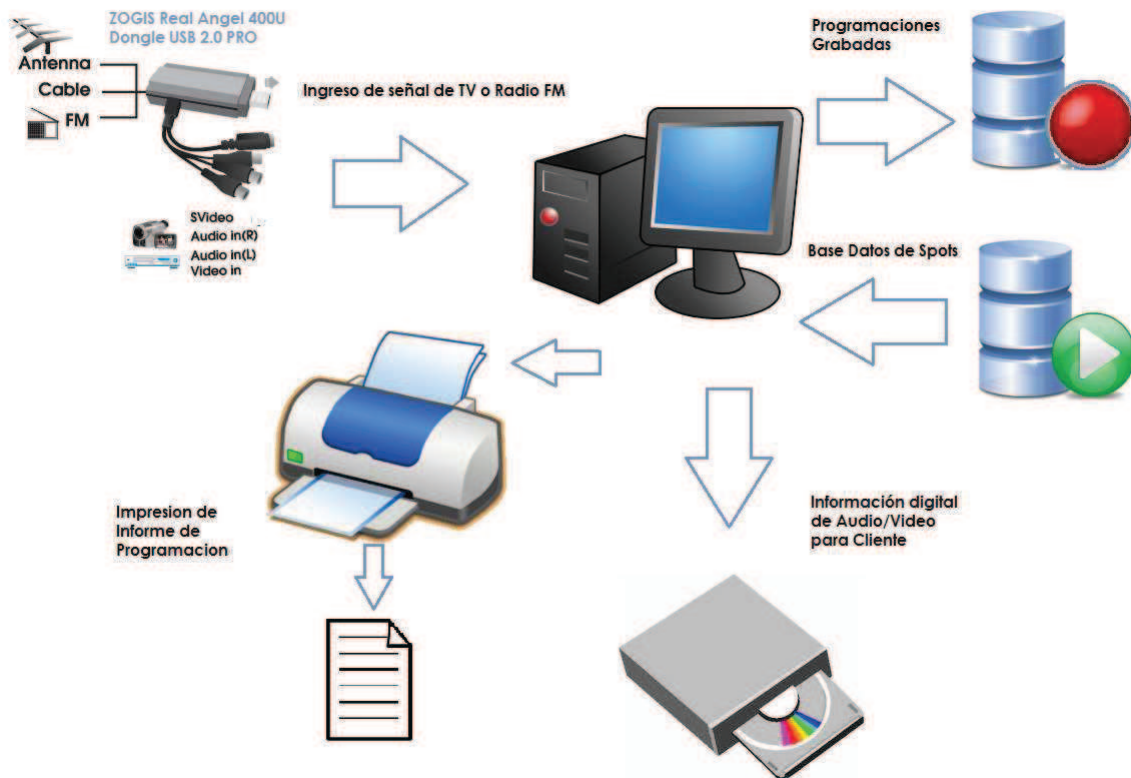 ZOGIS Real Angel 400U
Dongle USB 2.0 PRO
Antenna
Cable
FM
SVideo
Audio in(R)
Audio in(L)
Video in
Ingreso de señal de TV o Radio FM
Programaciones
Grabadas
Base Datos de Spots
Impresion de
Informe de
Programacion
Información digital
de Audio/Video
para Cliente